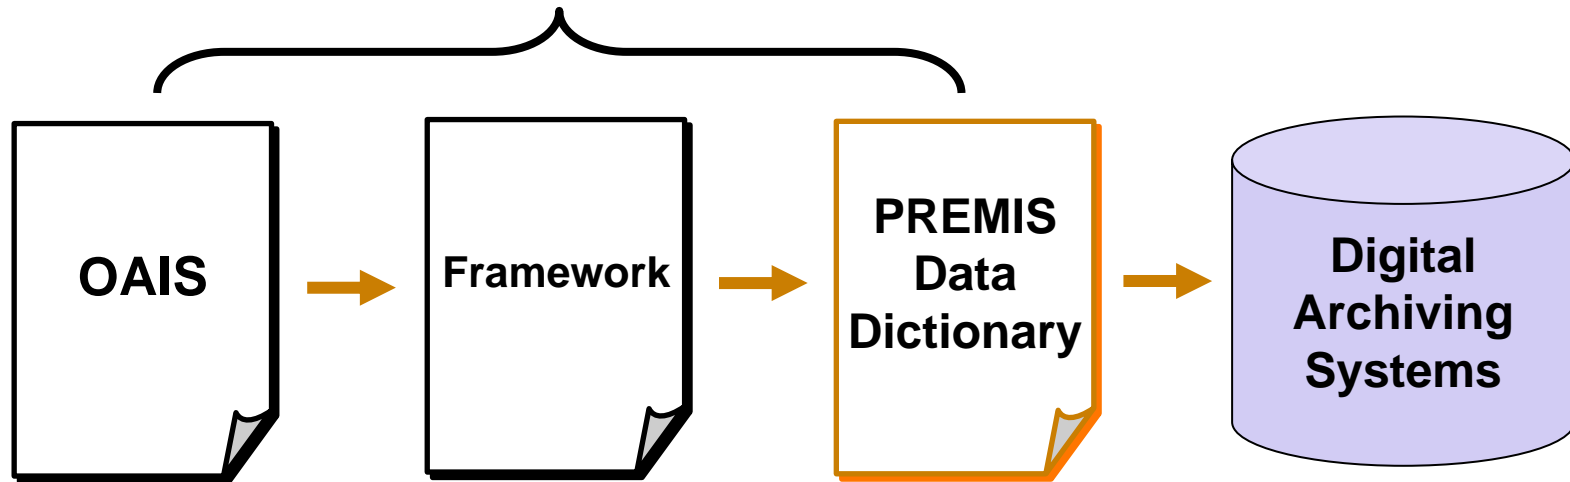 OAIS
Framework
PREMIS
Data
Dictionary
Digital
Archiving
Systems